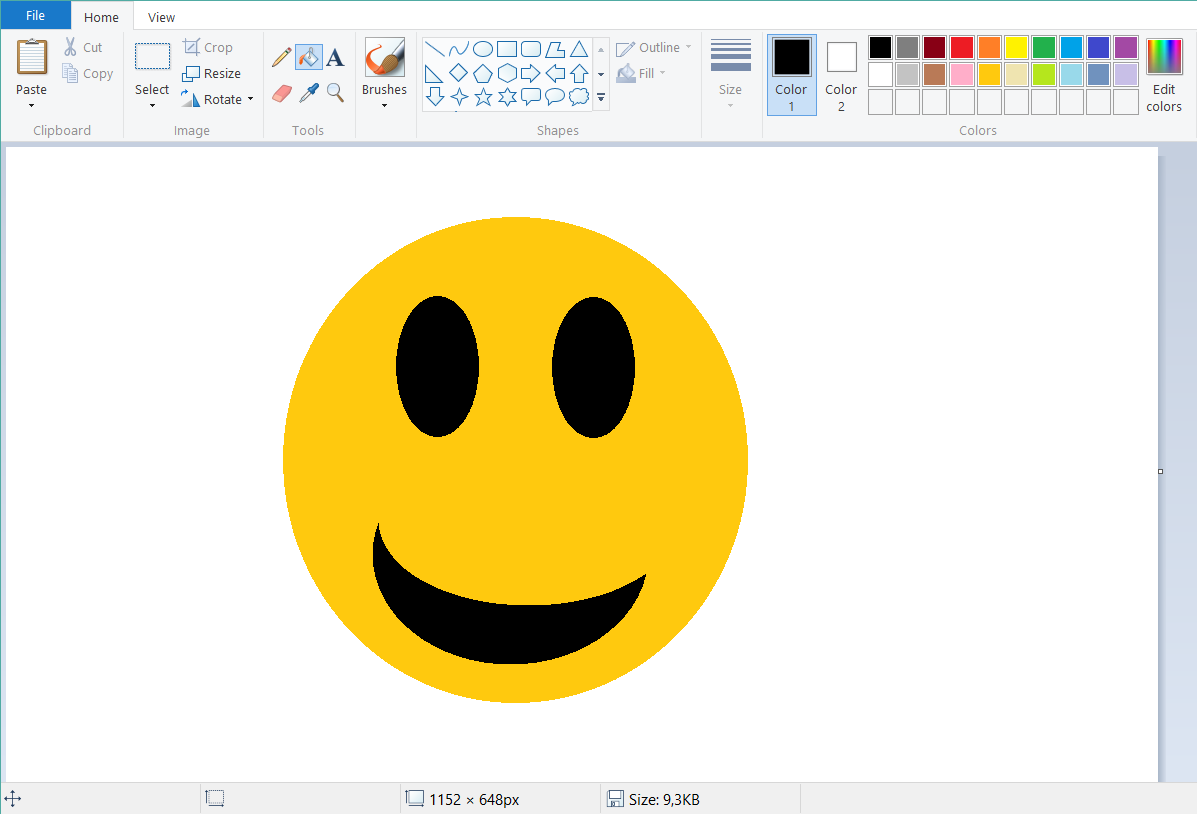 File Home View
Paste
Cut
Copy
Clipboard
Select
Crop
Resize
Rotate
Image
A
Tools
Brushes
Outline
Fill
Shapes
Size
Color
1
Color
2
Edit
colors
Colors
1152 × 648px
Size: 9,3KB